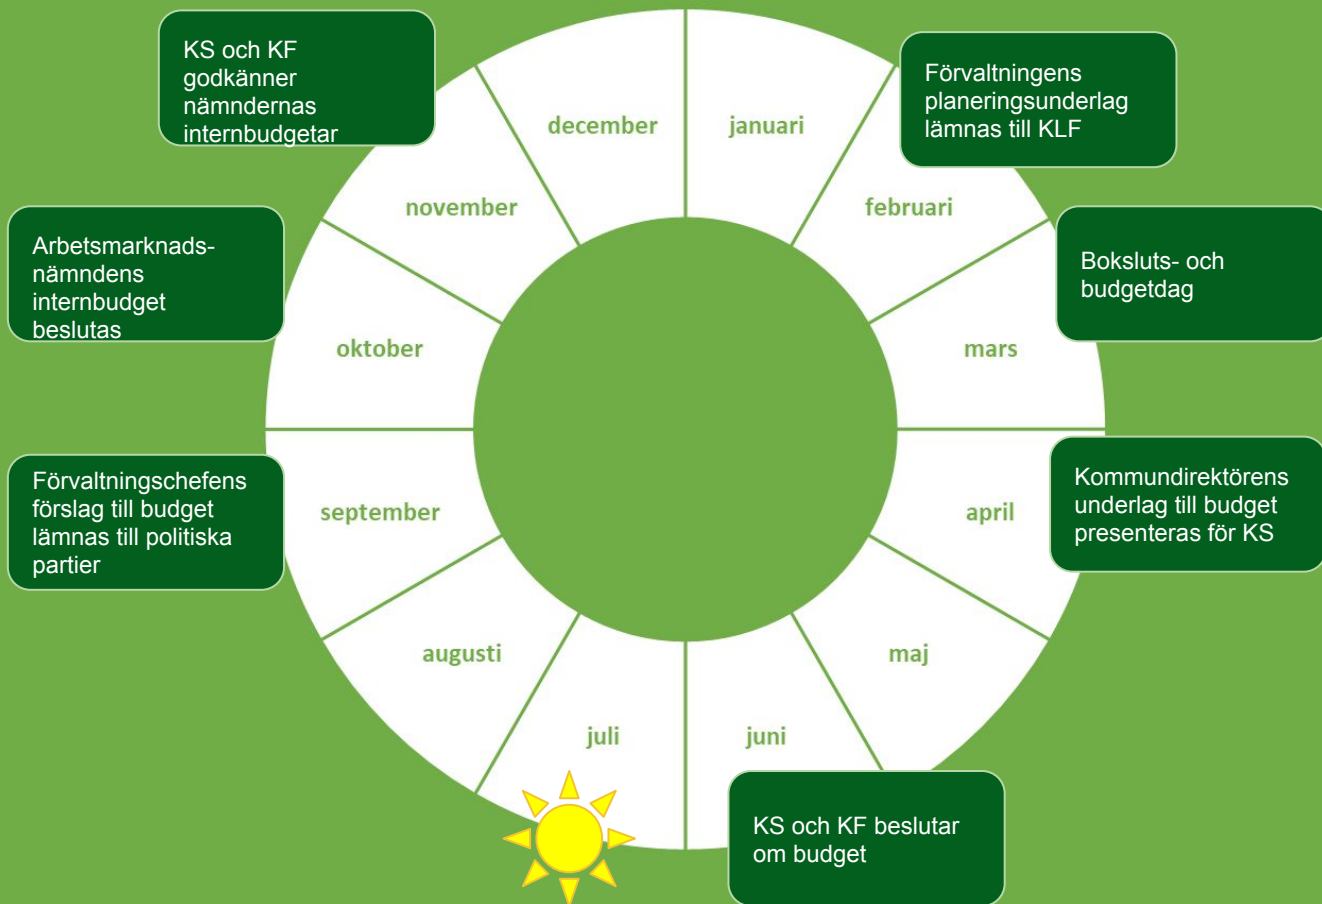 KS och KF
godkänner
nämndernas
internbudgetar
Förvaltningens
planeringsunderlag
lämnas till KLF
december
januari
november
februari
Arbetsmarknads-
nämndens
internbudget
beslutas
Boksluts- och
budgetdag
oktober
mars
Förvaltningschefens
förslag till budget
lämnas till politiska
partier
september
april
Kommundirektörens
underlag till budget
presenteras för KS
augusti
maj
juli
juni
KS och KF beslutar
om budget